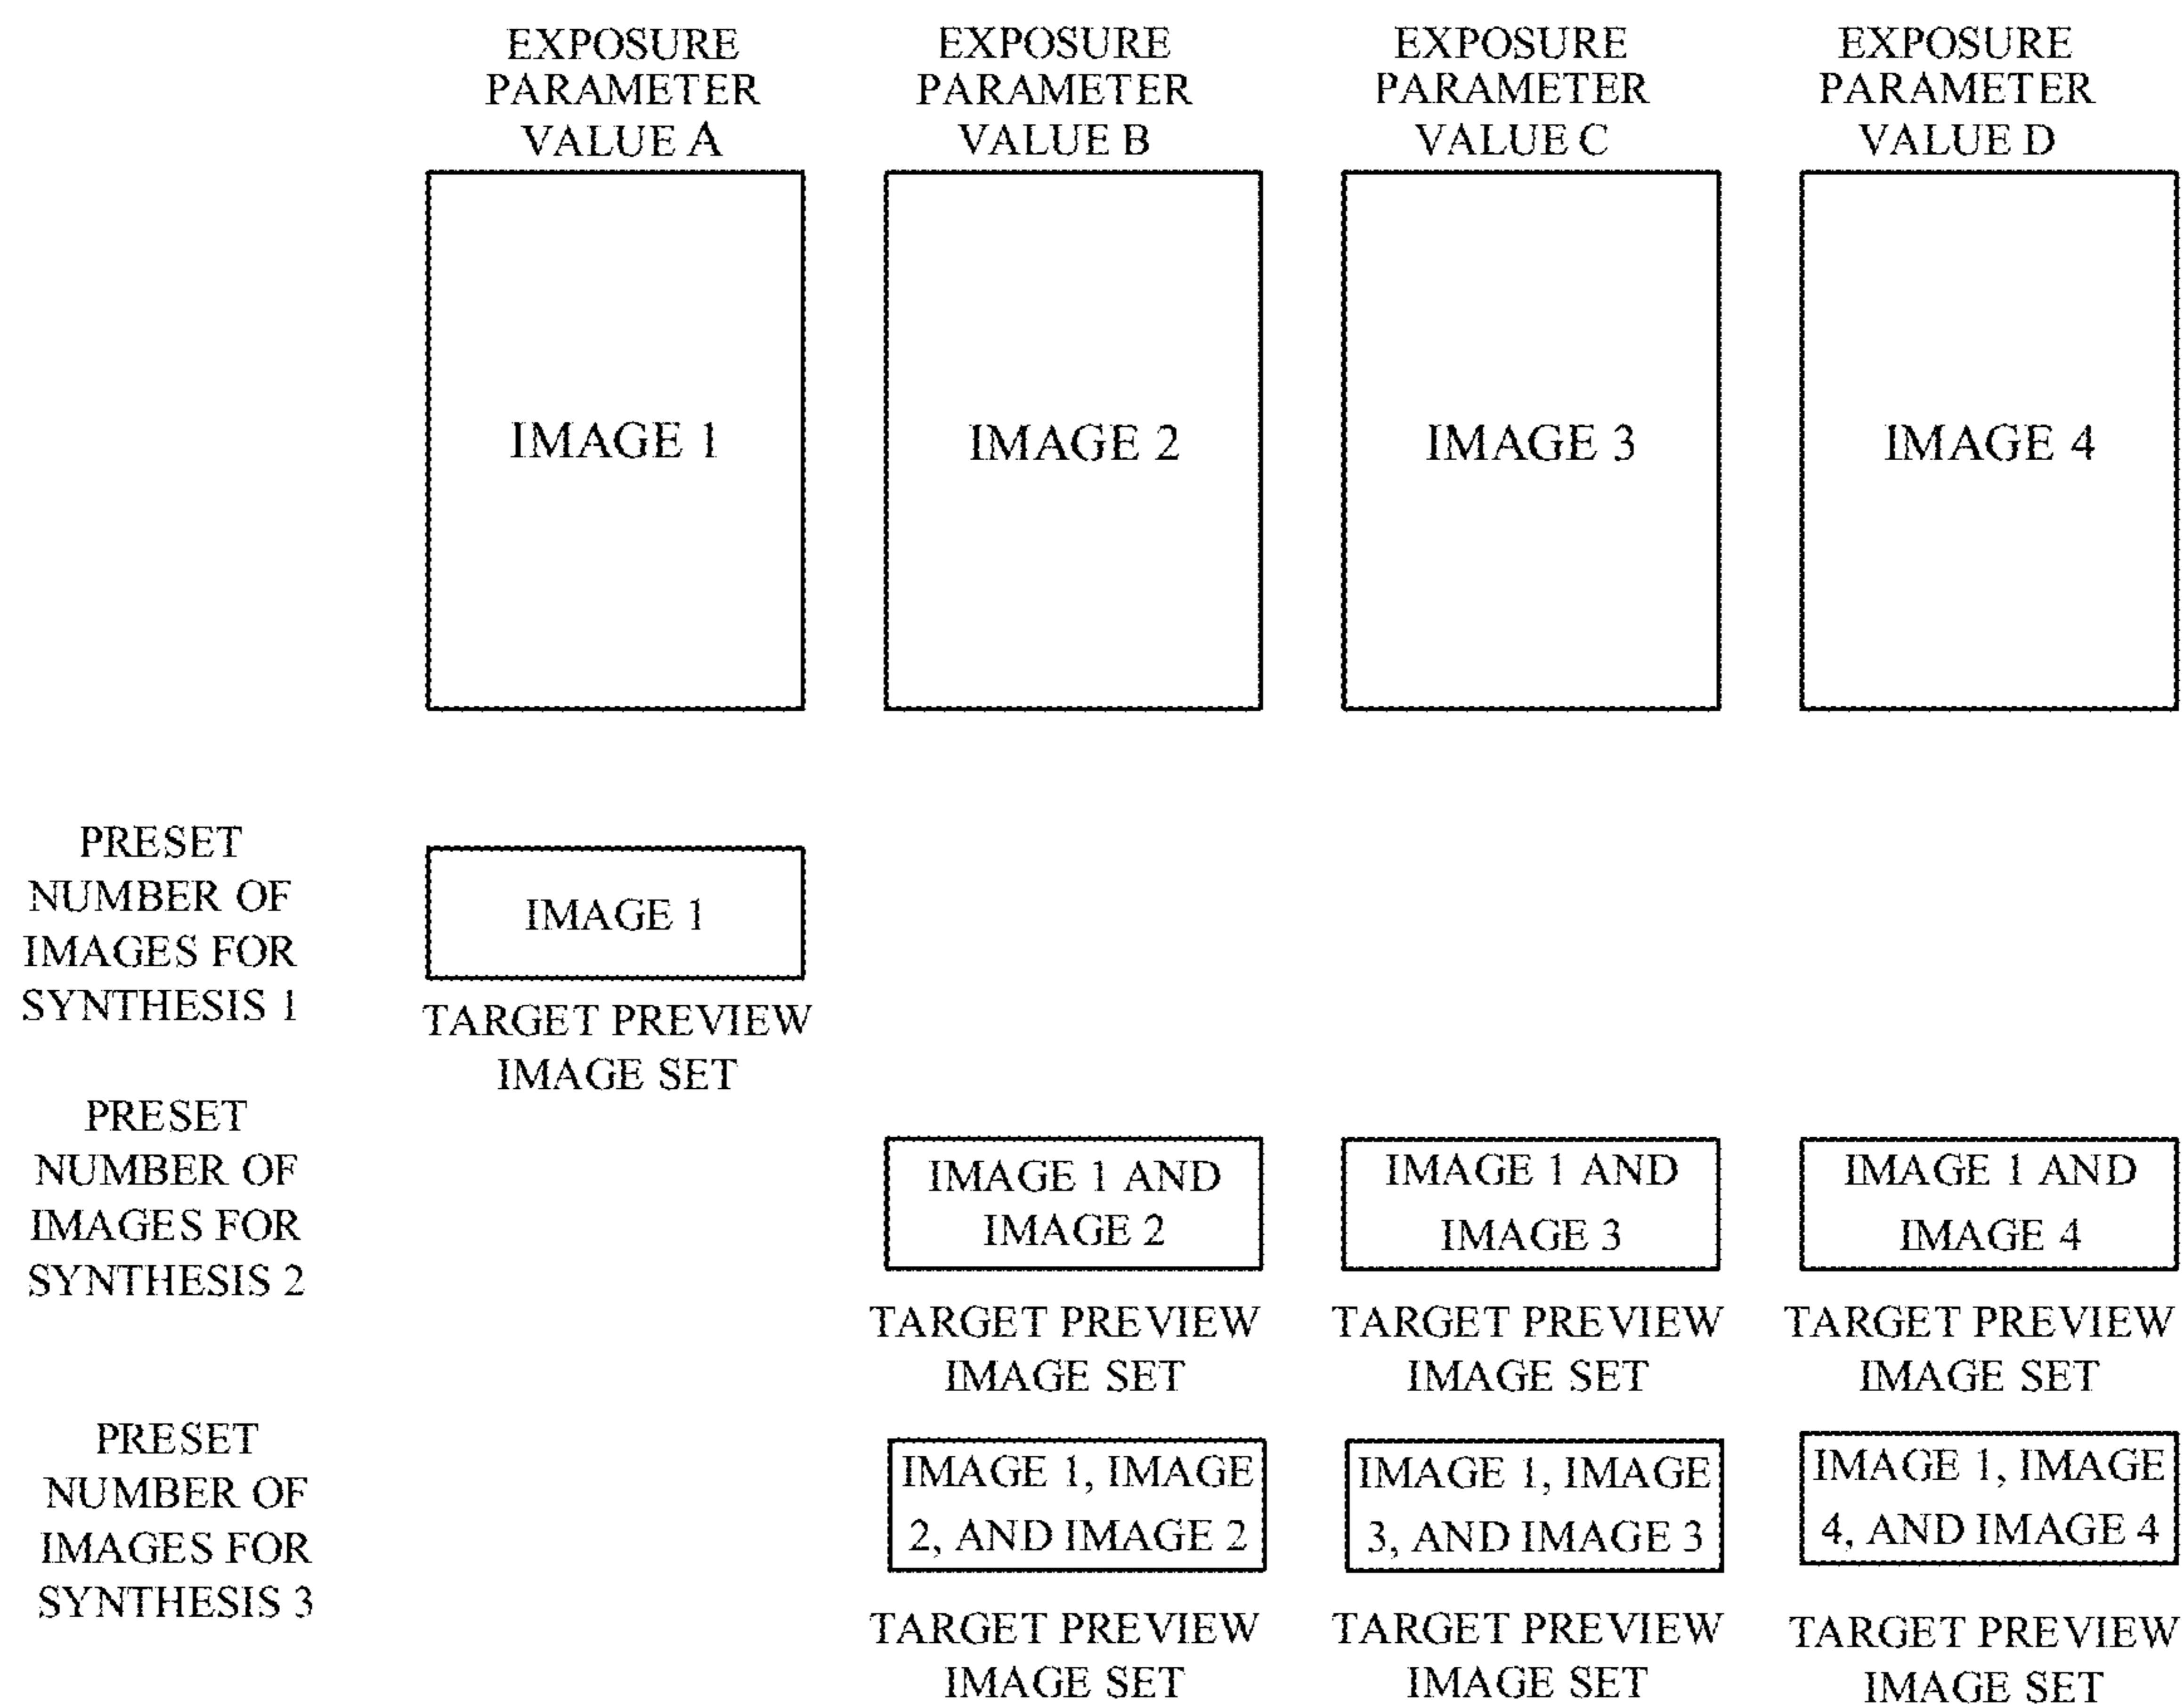 EXPOSURE
PARAMETER
VALUE A
EXPOSURE
PARAMETER
VALUE B
EXPOSURE
PARAMETER
VALUE C
EXPOSURE
PARAMETER
VALUE D
IMAGE 1
IMAGE 2
IMAGE 3
IMAGE 4
PRESET
NUMBER OF
IMAGES FOR
SYNTHESIS 1
IMAGE 1
TARGET PREVIEW
IMAGE SET
PRESET
NUMBER OF
IMAGES FOR
SYNTHESIS 2
IMAGE 1 AND
IMAGE 2
TARGET PREVIEW
IMAGE SET
IMAGE 1 AND
IMAGE 3
TARGET PREVIEW
IMAGE SET
IMAGE 1 AND
IMAGE 4
TARGET PREVIEW
IMAGE SET
PRESET
NUMBER OF
IMAGES FOR
SYNTHESIS 3
IMAGE 1, IMAGE
2, AND IMAGE 2
TARGET PREVIEW
IMAGE SET
IMAGE 1, IMAGE
3, AND IMAGE 3
TARGET PREVIEW
IMAGE SET
IMAGE 1, IMAGE
4, AND IMAGE 4
TARGET PREVIEW
IMAGE SET